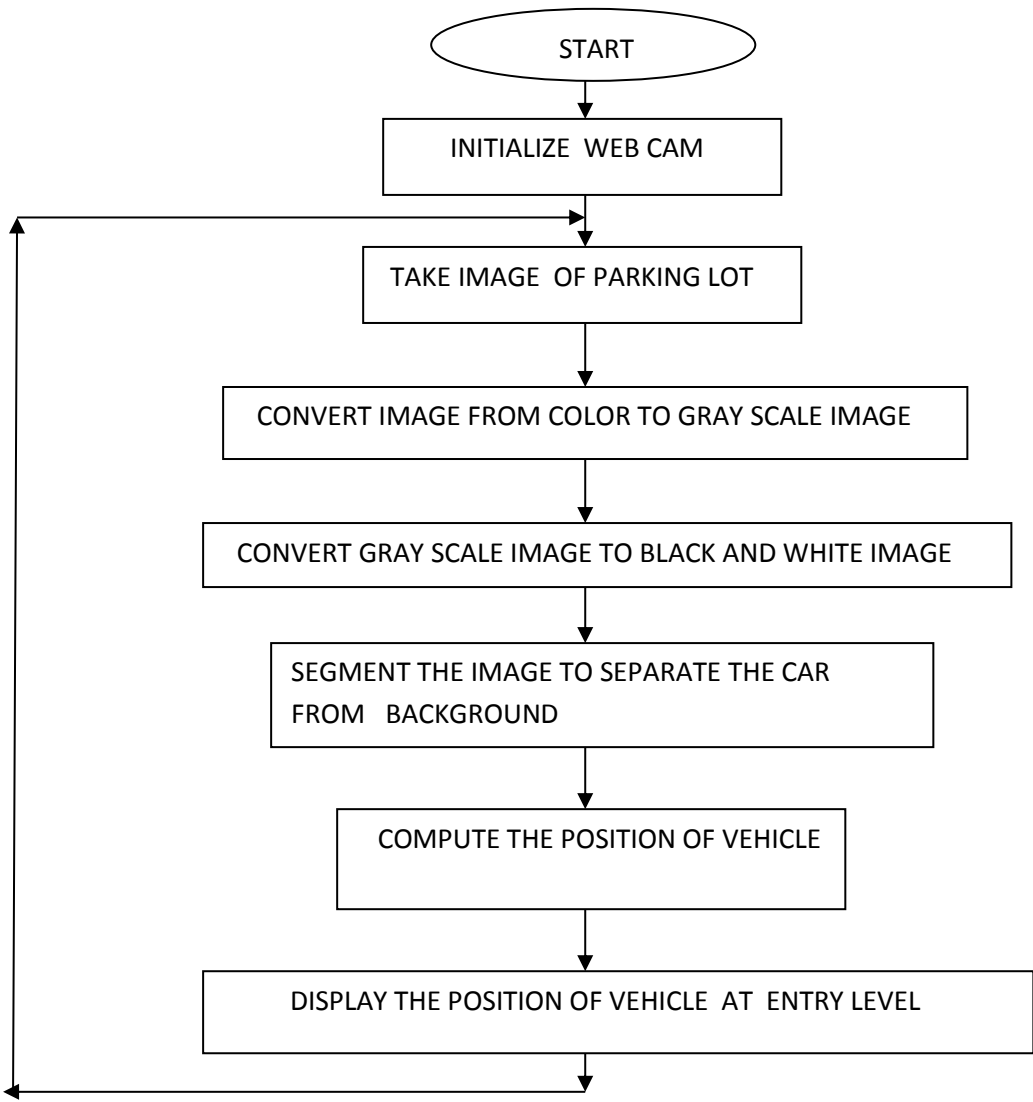 START
INITIALIZE WEB CAM
TAKE IMAGE OF PARKING LOT
CONVERT IMAGE FROM COLOR TO GRAY SCALE IMAGE
CONVERT GRAY SCALE IMAGE TO BLACK AND WHITE IMAGE
SEGMENT THE IMAGE TO SEPARATE THE CAR
FROM BACKGROUND
COMPUTE THE POSITION OF VEHICLE
DISPLAY THE POSITION OF VEHICLE AT ENTRY LEVEL